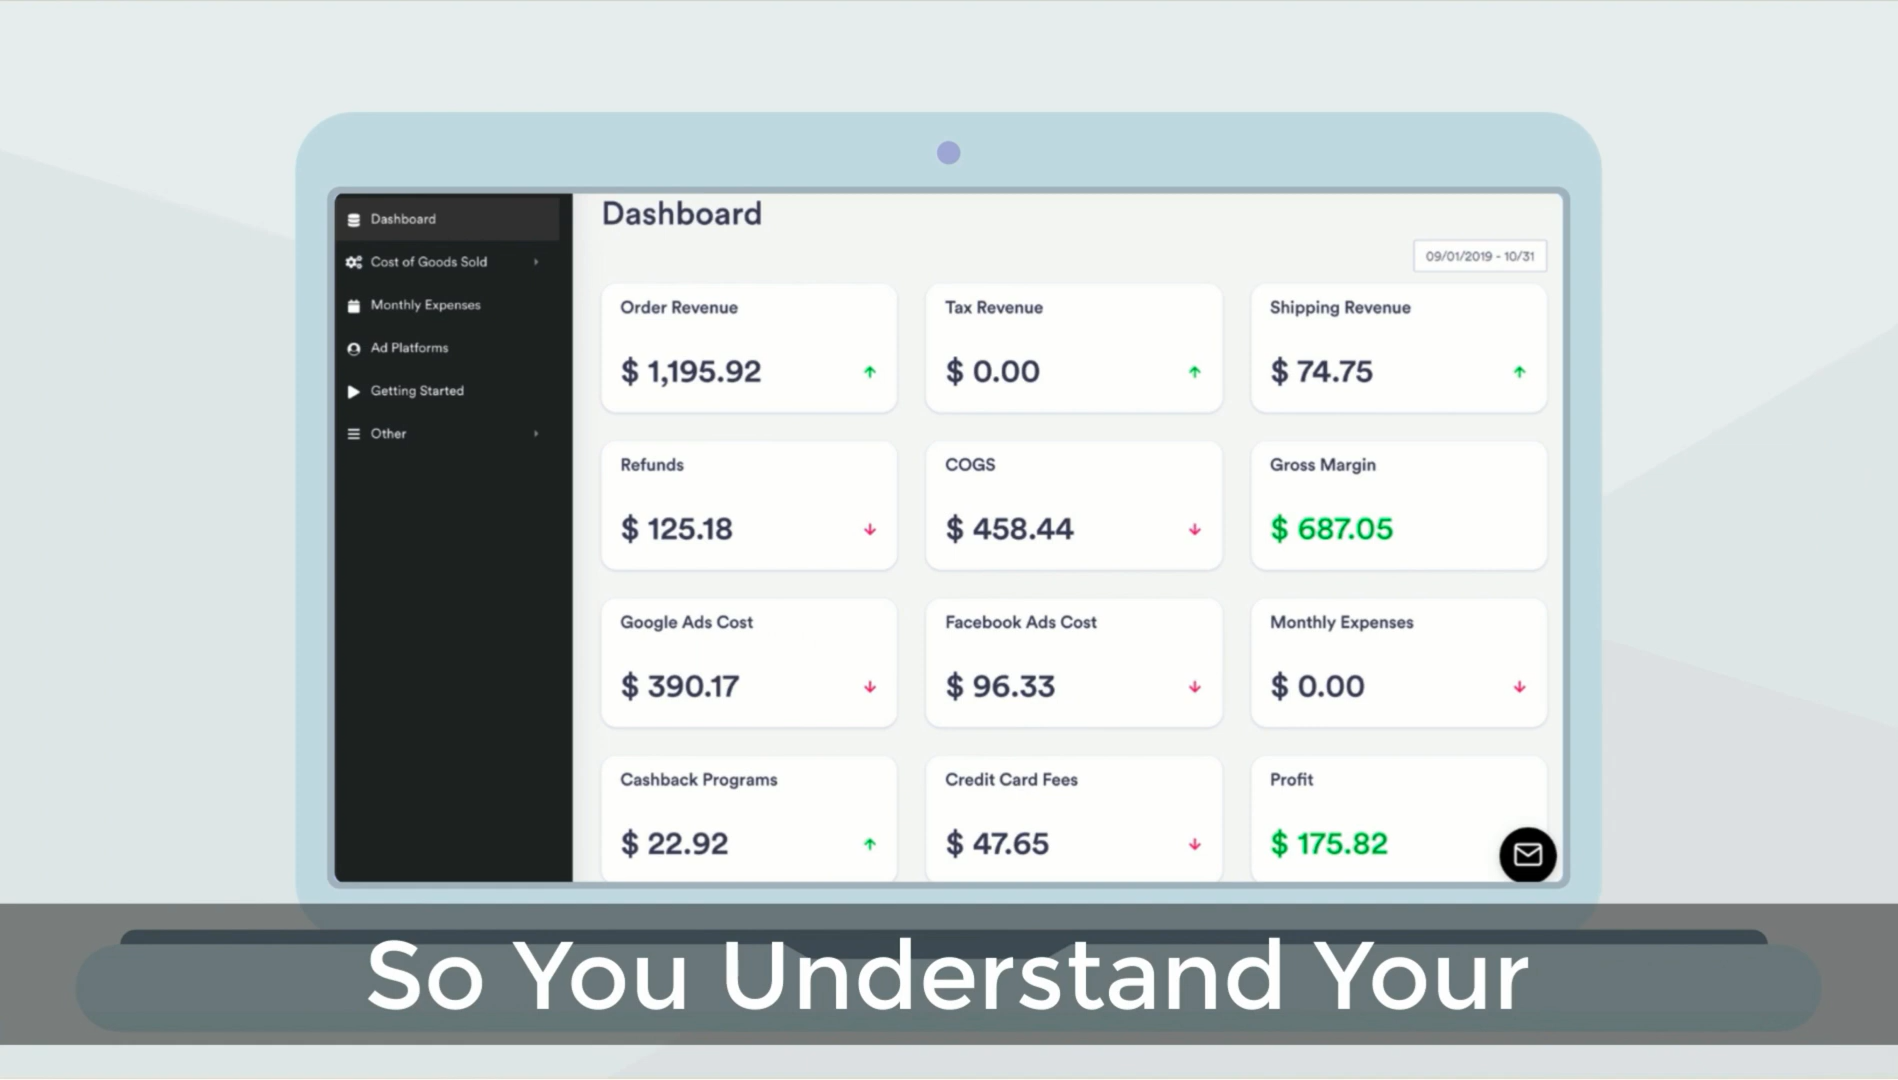 Dashboard
Cost of Goods Sold
Monthly Expenses
Ad Platforms
Getting Started
Other
Dashboard
09/01/2019 - 10/31
Order Revenue
$ 1,195.92
Tax Revenue
$ 0.00
Shipping Revenue
$ 74.75
Refunds
$ 125.18
COGS
$ 458.44
Gross Margin
$ 687.05
Google Ads Cost
$ 390.17
Facebook Ads Cost
$ 96.33
Monthly Expenses
$ 0.00
Cashback Programs
$ 22.92
Credit Card Fees
$ 47.65
Profit
$ 175.82
So You Understand Your